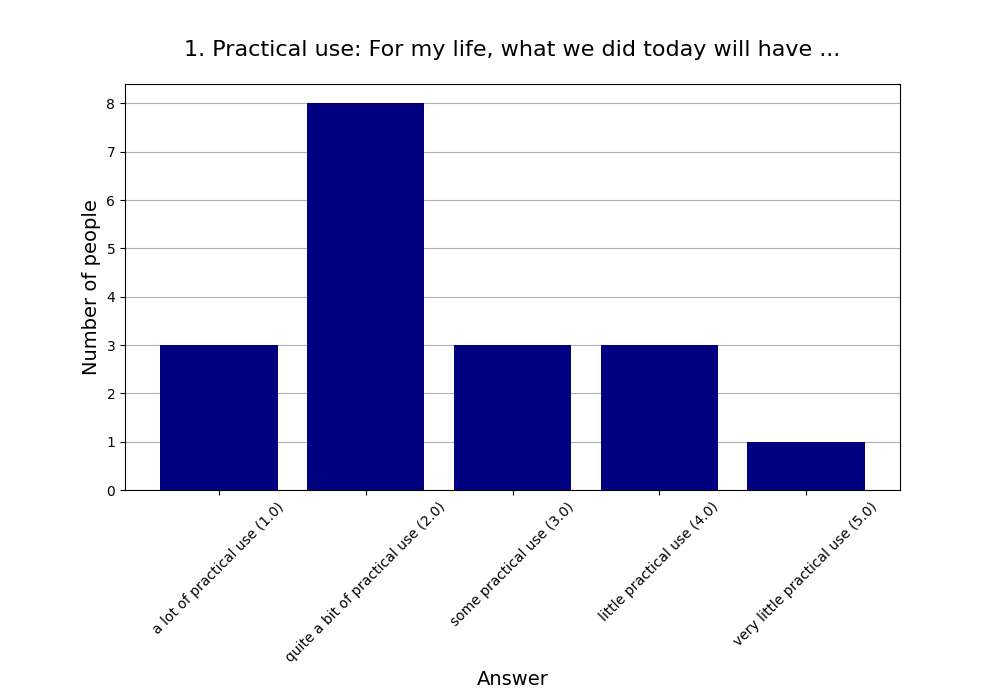 1. Practical use: For my life, what we did today will have ...
Number of people
8
7
6
5
4
3
2
1
0
a lot of practical use (1.0)
quite a bit of practical use (2.0)
some practical use (3.0)
little practical use (4.0)
very little practical use (5.0)
Answer